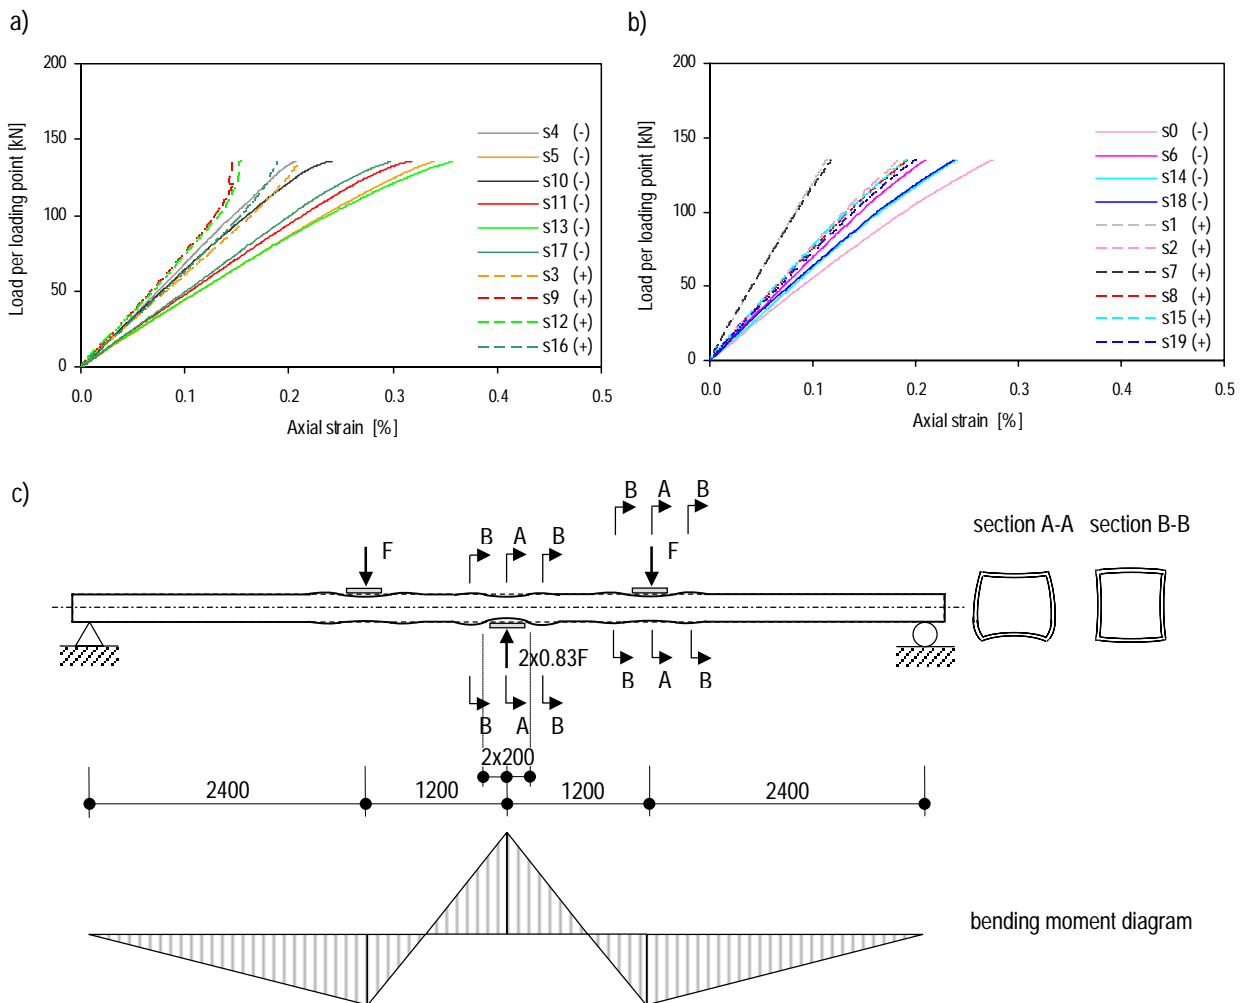 a)
Load per loading point [kN]
200
150
100
50
0
0.0 0.1 0.2 0.3 0.4 0.5
Axial strain [%]
s4 (-)
s5 (-)
s10 (-)
s11 (-)
s13 (-)
s17 (-)
s3 (+)
s9 (+)
s12 (+)
s16 (+)
b)
Load per loading point [kN]
200
150
100
50
0
0.0 0.1 0.2 0.3 0.4 0.5
Axial strain [%]
s0 (-)
s6 (-)
s14 (-)
s18 (-)
s1 (+)
s2 (+)
s7 (+)
s8 (+)
s15 (+)
s19 (+)
c)
B A B
B A B
section A-A section B-B
F
F
2x0.83F
B A B
B A B
2x200
2400 1200 1200 2400
bending moment diagram